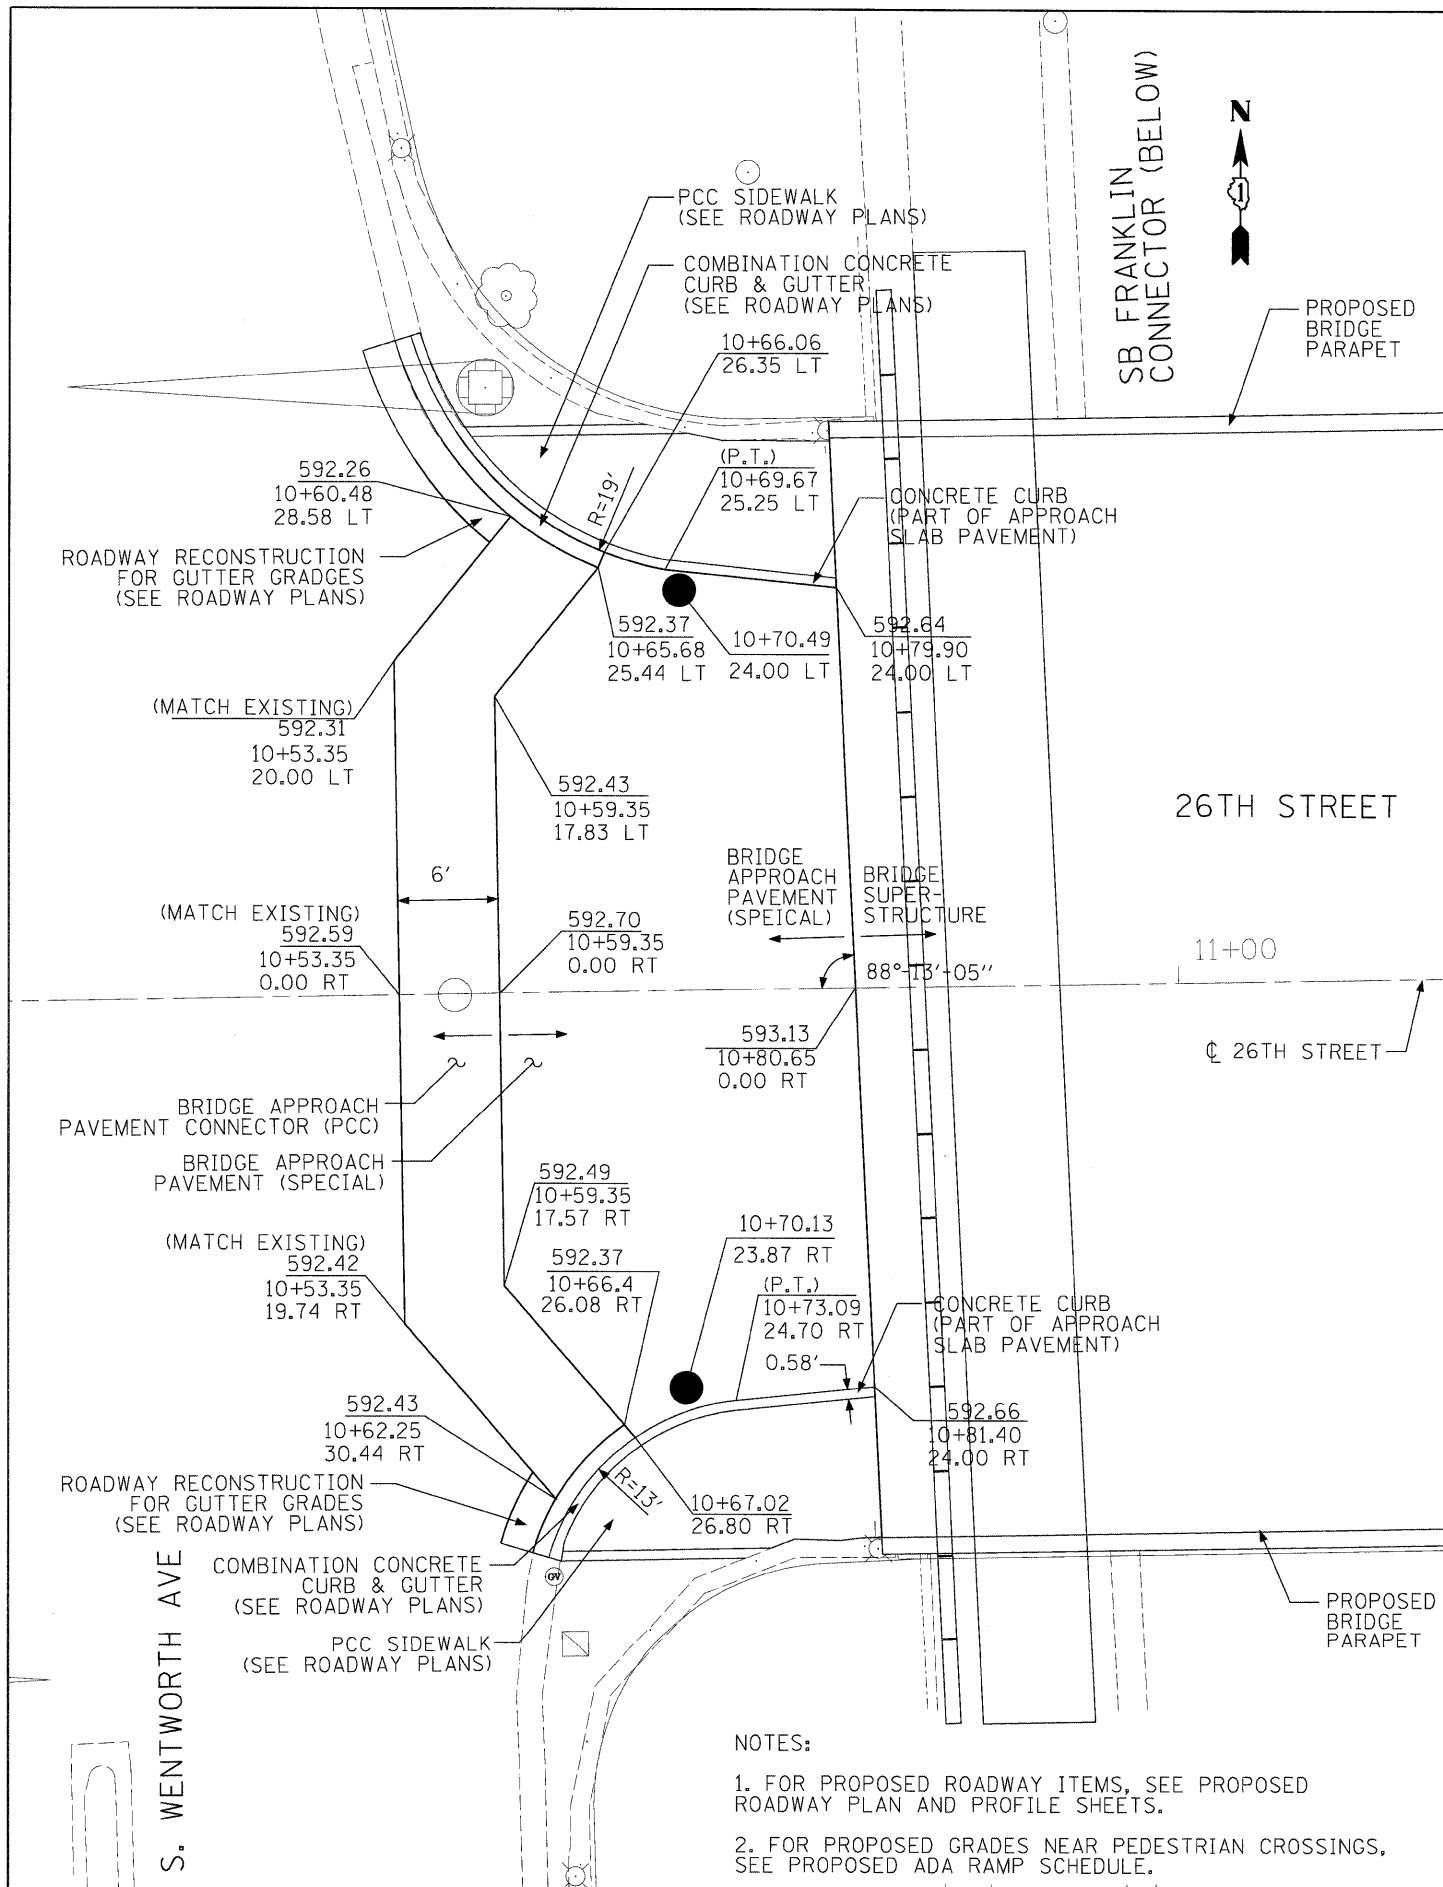 SB FRANKLIN
CONNECTOR (BELOW)
N
1
PCC SIDEWALK
(SEE ROADWAY PLANS)
COMBINATION CONCRETE
CURB & GUTTER
(SEE ROADWAY PLANS)
10+66.06
26.35 LT
PROPOSED
BRIDGE
PARAPET
592.26
10+60.48
28.58 LT
R=19'
(P.T.)
10+69.67
25.25 LT
CONCRETE CURB
(PART OF APPROACH
SLAB PAVEMENT)
ROADWAY RECONSTRUCTION
FOR GUTTER GRADGES
(SEE ROADWAY PLANS)
592.37
10+65.68
25.44 LT
10+70.49
24.00 LT
592.64
10+79.90
24.00 LT
(MATCH EXISTING)
592.31
10+53.35
20.00 LT
592.43
10+59.35
17.83 LT
26TH STREET
6'
BRIDGE
APPROACH
PAVEMENT
(SPEICAL)
BRIDGE
SUPER-
STRUCTURE
(MATCH EXISTING)
592.59
10+53.35
0.00 RT
592.70
10+59.35
0.00 RT
11+00
88°-13'-05''
593.13
10+80.65
0.00 RT
℄ 26TH STREET
BRIDGE APPROACH
PAVEMENT CONNECTOR (PCC)
BRIDGE APPROACH
PAVEMENT (SPECIAL)
592.49
10+59.35
17.57 RT
(MATCH EXISTING)
592.42
10+53.35
19.74 RT
592.37
10+66.4
26.08 RT
10+70.13
23.87 RT
(P.T.)
10+73.09
24.70 RT
CONCRETE CURB
(PART OF APPROACH
SLAB PAVEMENT)
0.58'
592.43
10+62.25
30.44 RT
592.66
10+81.40
24.00 RT
R=13'
10+67.02
26.80 RT
ROADWAY RECONSTRUCTION
FOR GUTTER GRADES
(SEE ROADWAY PLANS)
COMBINATION CONCRETE
CURB & GUTTER
(SEE ROADWAY PLANS)
GV
PCC SIDEWALK
(SEE ROADWAY PLANS)
PROPOSED
BRIDGE
PARAPET
S. WENTWORTH AVE
NOTES:
1. FOR PROPOSED ROADWAY ITEMS, SEE PROPOSED
ROADWAY PLAN AND PROFILE SHEETS.
2. FOR PROPOSED GRADES NEAR PEDESTRIAN CROSSINGS,
SEE PROPOSED ADA RAMP SCHEDULE.